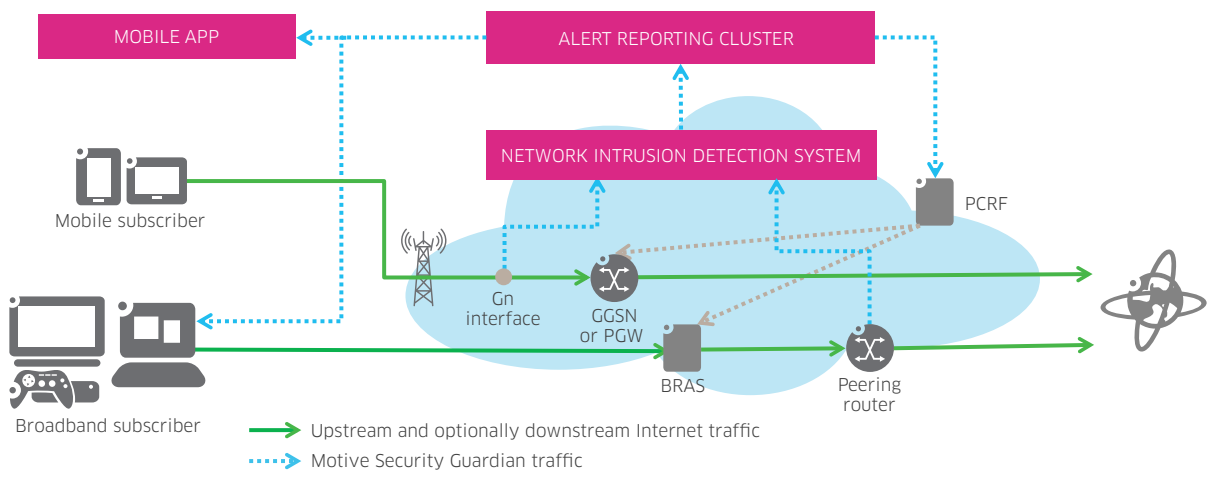 MOBILE APP
ALERT REPORTING CLUSTER
NETWORK INTRUSION DETECTION SYSTEM
Mobile subscriber
PCRF
Gn
interface
GGSN
or PGW
BRAS
Peering
router
Broadband subscriber
Upstream and optionally downstream Internet traffic
Motive Security Guardian traffic